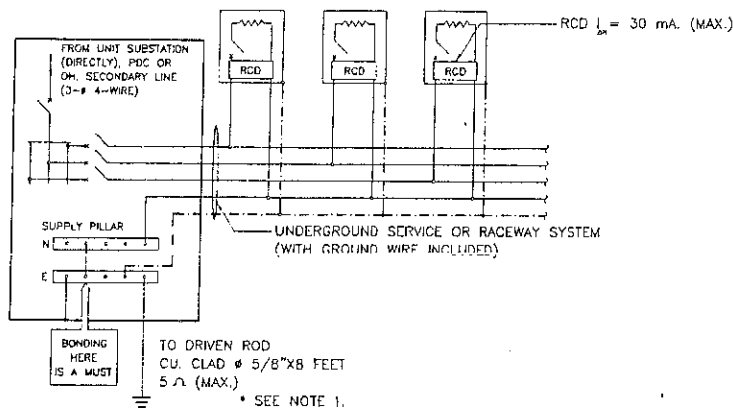 RCD I△n = 30 mA. (MAX.)
FROM UNIT SUBSTATION
(DIRECTLY), PDC OR
OH. SECONDARY LINE
(3~ø 4~WIRE)
RCD
RCD
RCD
SUPPLY PILLAR
N
E
UNDERGROUND SERVICE OR RACEWAY SYSTEM
(WITH GROUND WIRE INCLUDED)
BONDING
HERE
IS A MUST
TO DRIVEN ROD
CU. CLAD ø 5/8"X8 FEET
5 Ω (MAX.)
* SEE NOTE 1.